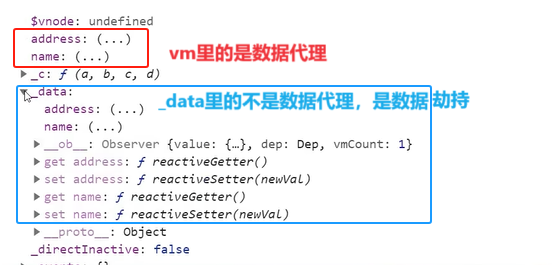 $vnode: undefined
address: (...)
name: (...)
vm里的是数据代理
_c: ƒ (a, b, c, d)
_data:
_data里的不是数据代理，是数据劫持
address: (...)
name: (...)
__ob__: Observer {value: {…}, dep: Dep, vmCount: 1}
get address: ƒ reactiveGetter()
set address: ƒ reactiveSetter(newVal)
get name: ƒ reactiveGetter()
set name: ƒ reactiveSetter(newVal)
__proto__: Object
_directInactive: false